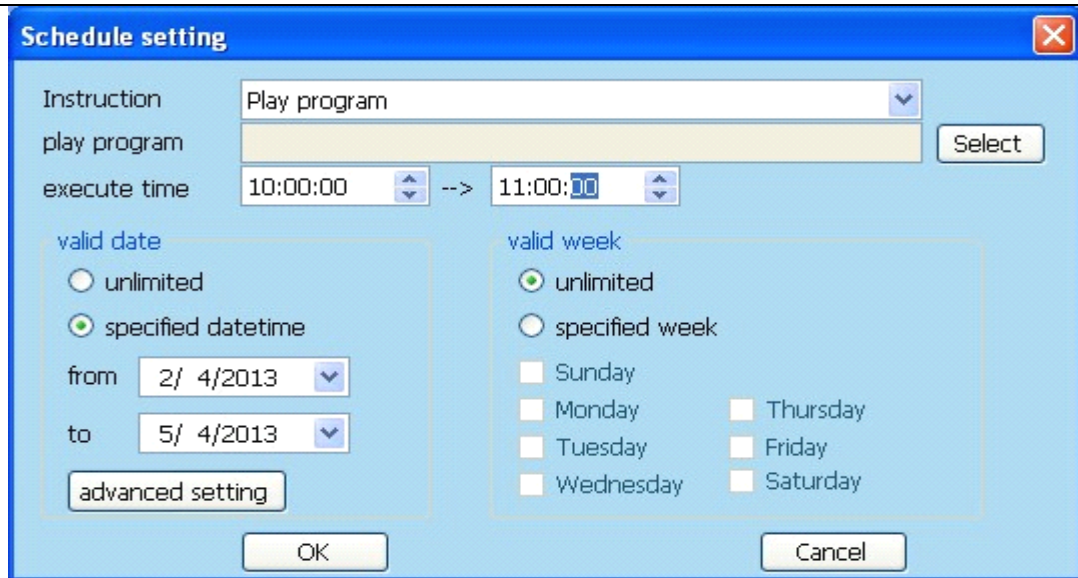 Schedule setting
Instruction Play program
play program Select
execute time 10:00:00 --> 11:00:00
valid date
unlimited
specified datetime
from 2/ 4/2013
to 5/ 4/2013
advanced setting
valid week
unlimited
specified week
Sunday
Monday Thursday
Tuesday Friday
Wednesday Saturday
OK Cancel